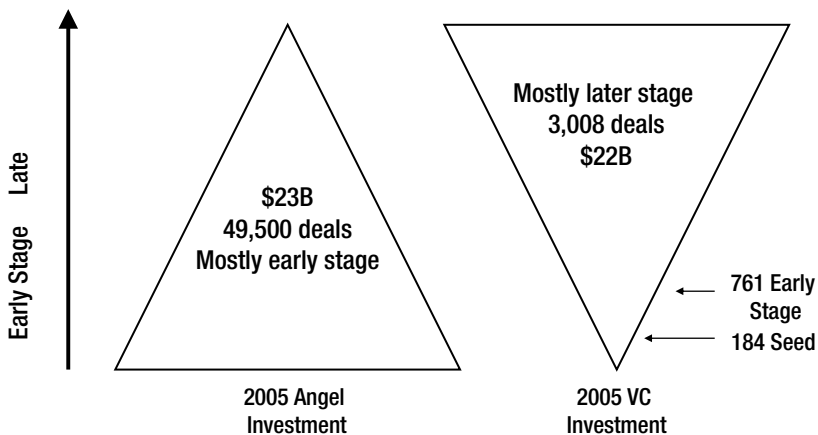 Early Stage Late
$23B
49,500 deals
Mostly early stage
2005 Angel
Investment
Mostly later stage
3,008 deals
$22B
761 Early
Stage
184 Seed
2005 VC
Investment